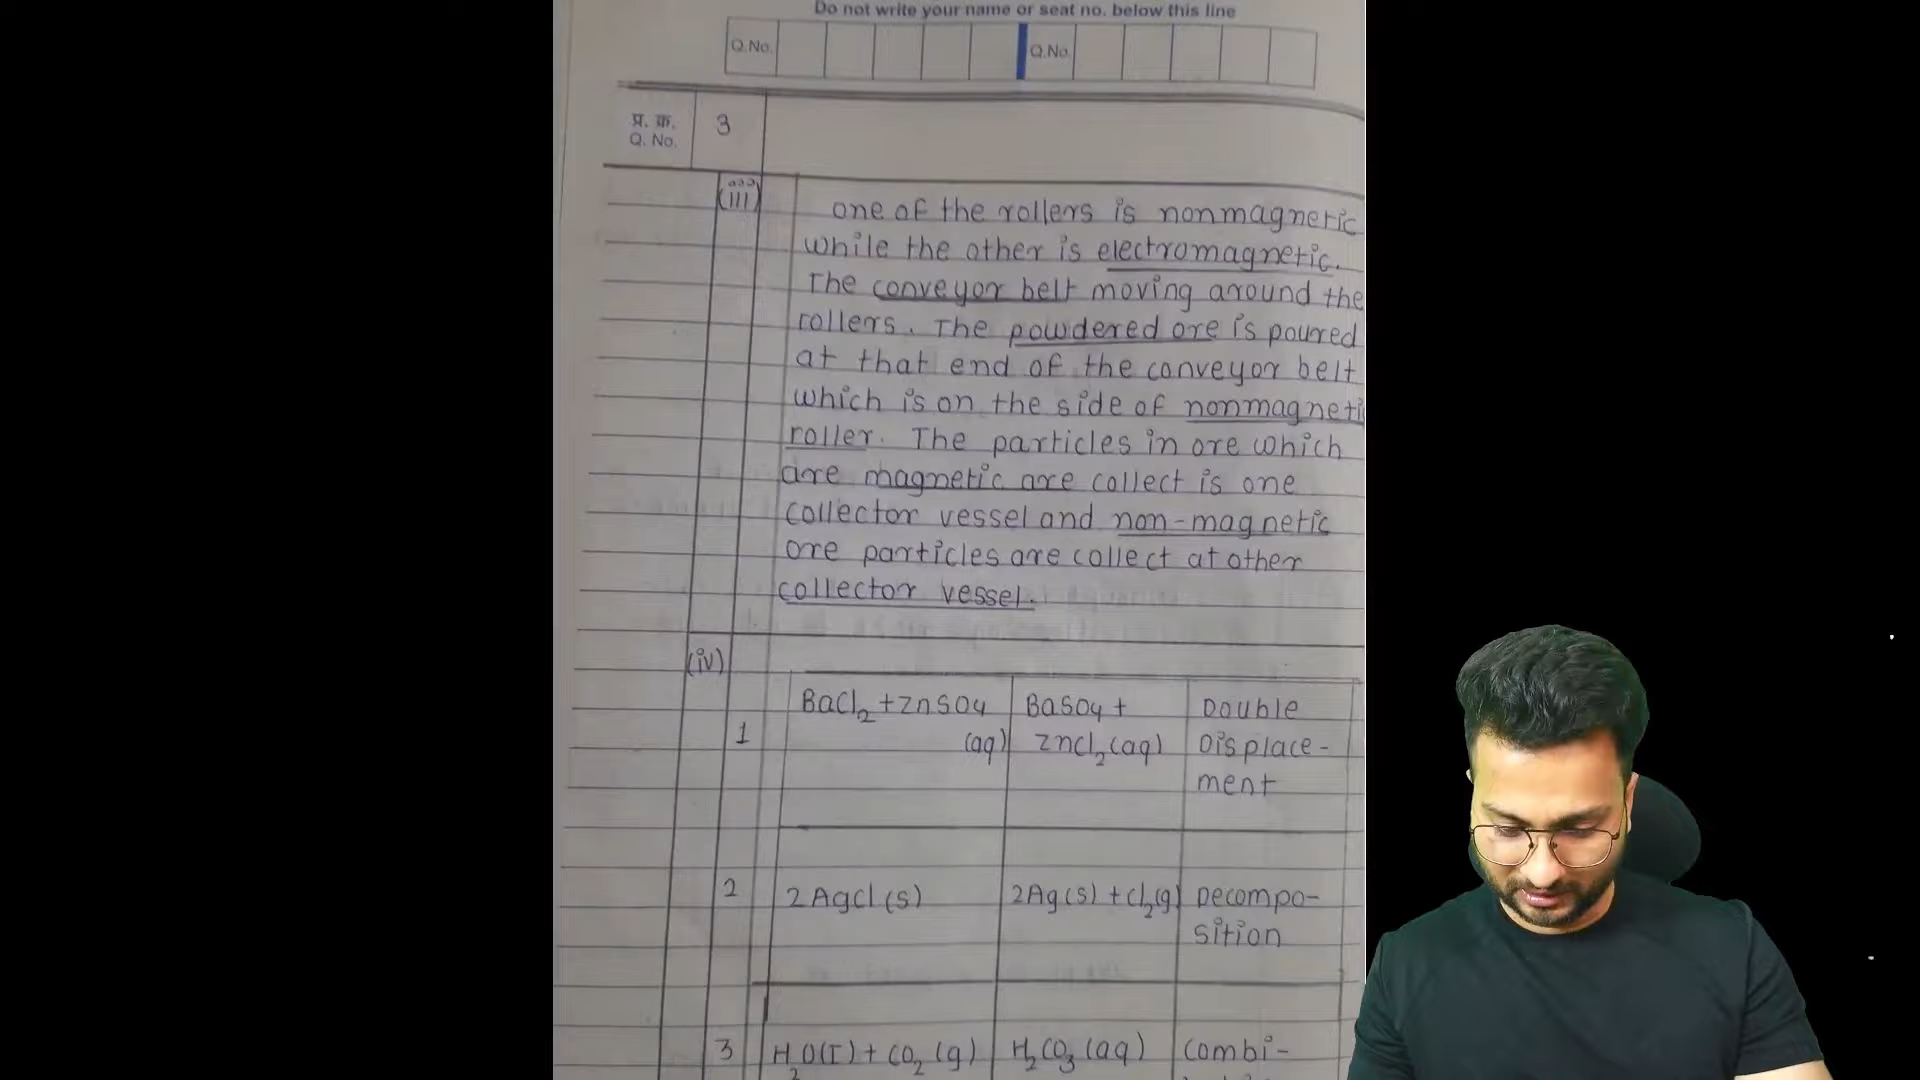 Do not write your name or seat no. below this line
Q.No. Q.No.
प्र. क्र. 3
Q. No.
(iii) one of the rollers is nonmagnetic
while the other is electromagnetic.
The conveyor belt moving around the
rollers. The powdered ore is poured
at that end of the conveyor belt
which is on the side of nonmagneti
roller. The particles in ore which
are magnetic are collect is one
collector vessel and non-magnetic
ore particles are collect at other
collector vessel.
(iv)
BaCl₂ + ZnSO4 BaSO4 + Double
1 (aq) ZnCl₂(aq) Displace-
ment
2 2AgCl(s) 2Ag(s) + Cl₂(g) Decompo-
sition
3 H₂O(l) + CO₂(g) H₂CO₃(aq) Combi-